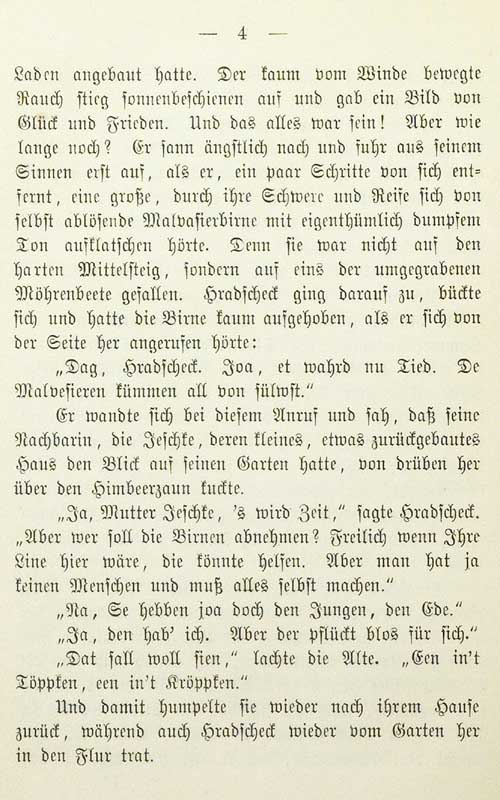 — 4 —
Laden angebaut hatte. Der kaum vom Winde bewegte
Rauch stieg sonnenbeschienen auf und gab ein Bild von
Glück und Frieden. Und das alles war sein! Aber wie
lange noch? Er sann ängstlich nach und fuhr aus seinem
Sinnen erst auf, als er, ein paar Schritte von sich ent-
fernt, eine große, durch ihre Schwere und Reife sich von
selbst ablösende Malvasierbirne mit eigenthümlich dumpfem
Ton aufklatschen hörte. Denn sie war nicht auf den
harten Mittelsteig, sondern auf eins der umgegrabenen
Möhrenbeete gefallen. Hradscheck ging darauf zu, bückte
sich und hatte die Birne kaum aufgehoben, als er sich von
der Seite her angerufen hörte:
„Dag, Hradscheck. Joa, et wahrd nu Tied. De
Malvesieren kümmen all von sülwst.“
Er wandte sich bei diesem Anruf und sah, daß seine
Nachbarin, die Jeschke, deren kleines, etwas zurückgebautes
Haus den Blick auf seinen Garten hatte, von drüben her
über den Himbeerzaun kuckte.
„Ja, Mutter Jeschke, 's wird Zeit,“ sagte Hradscheck.
„Aber wer soll die Birnen abnehmen? Freilich wenn Ihre
Line hier wäre, die könnte helfen. Aber man hat ja
keinen Menschen und muß alles selbst machen.“
„Na, Se hebben joa doch den Jungen, den Ede.“
„Ja, den hab' ich. Aber der pflückt blos für sich.“
„Dat sall woll sien,“ lachte die Alte. „Een in't
Töppken, een in't Kröppken.“
Und damit humpelte sie wieder nach ihrem Hause
zurück, während auch Hradscheck wieder vom Garten her
in den Flur trat.